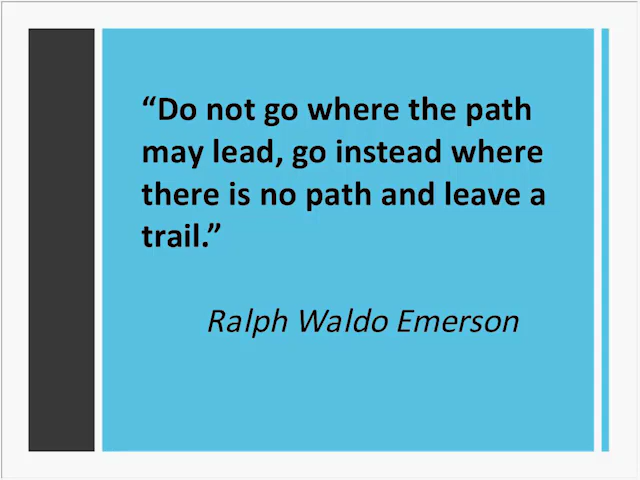 “Do not go where the path
may lead, go instead where
there is no path and leave a
trail.”
Ralph Waldo Emerson